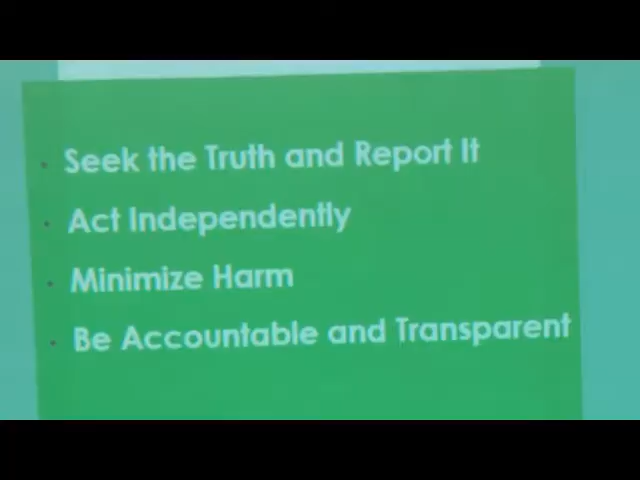 Seek the Truth and Report It
Act Independently
Minimize Harm
Be Accountable and Transparent